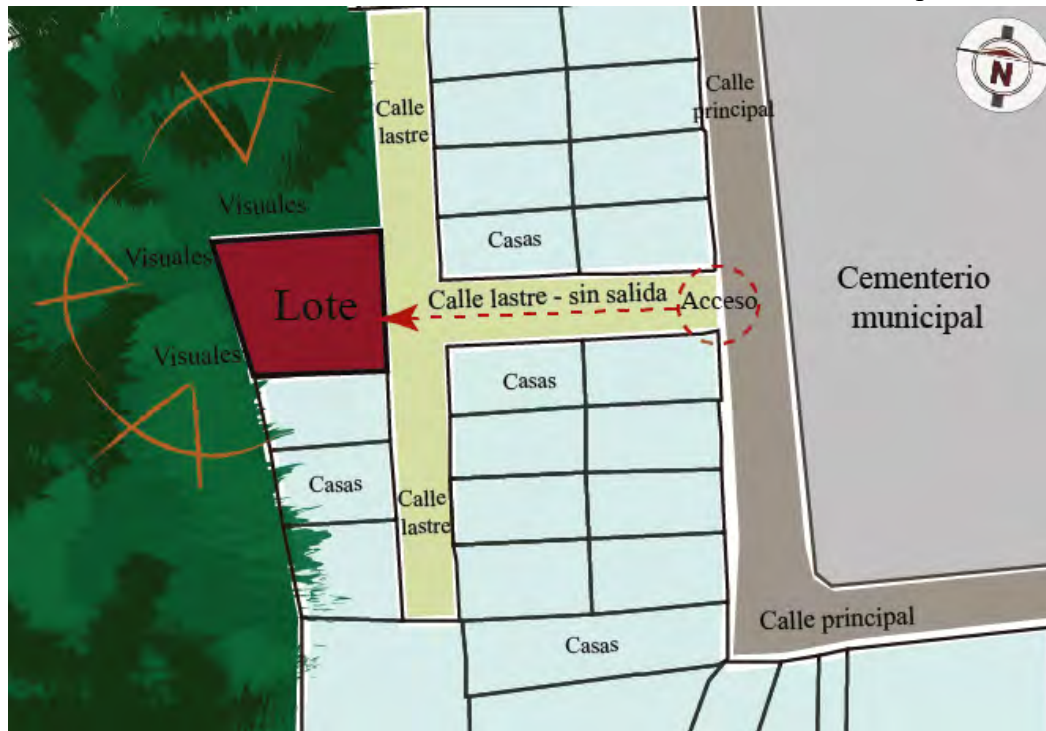 N
Calle
principal
Calle
lastre
Visuales
Casas
Visuales
Lote
Calle lastre - sin salida
Acceso
Cementerio
municipal
Visuales
Casas
Casas
Calle
lastre
Calle principal
Casas